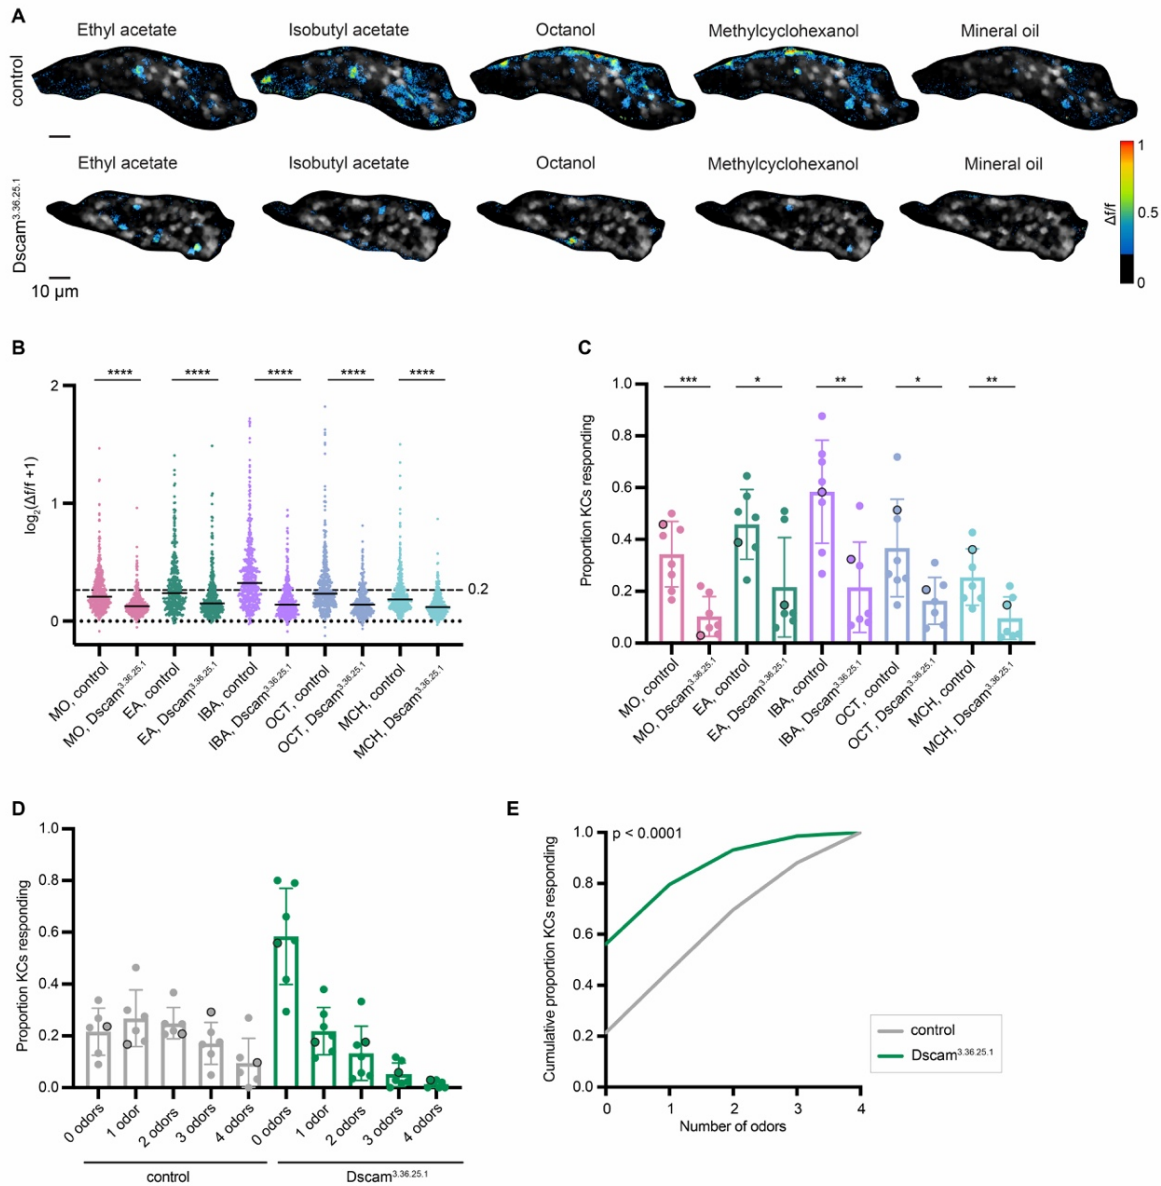 A
Ethyl acetate Isobutyl acetate Octanol Methylcyclohexanol Mineral oil
control
Ethyl acetate Isobutyl acetate Octanol Methylcyclohexanol Mineral oil
Dscam3.36.25.1
10 µm
1
0.5
0
Δf/f
B
**** **** **** **** ****
2
1
0
log2(Δf/f +1)
0.2
MO, control
MO, Dscam3.36.25.1
EA, control
EA, Dscam3.36.25.1
IBA, control
IBA, Dscam3.36.25.1
OCT, control
OCT, Dscam3.36.25.1
MCH, control
MCH, Dscam3.36.25.1
C
*** * ** * **
1.0
0.8
0.6
0.4
0.2
0.0
Proportion KCs responding
MO, control
MO, Dscam3.36.25.1
EA, control
EA, Dscam3.36.25.1
IBA, control
IBA, Dscam3.36.25.1
OCT, control
OCT, Dscam3.36.25.1
MCH, control
MCH, Dscam3.36.25.1
D
1.0
0.8
0.6
0.4
0.2
0.0
Proportion KCs responding
0 odors
1 odor
2 odors
3 odors
4 odors
0 odors
1 odor
2 odors
3 odors
4 odors
control
Dscam3.36.25.1
E
p < 0.0001
1.0
0.8
0.6
0.4
0.2
0.0
Cumulative proportion KCs responding
0 1 2 3 4
Number of odors
control
Dscam3.36.25.1